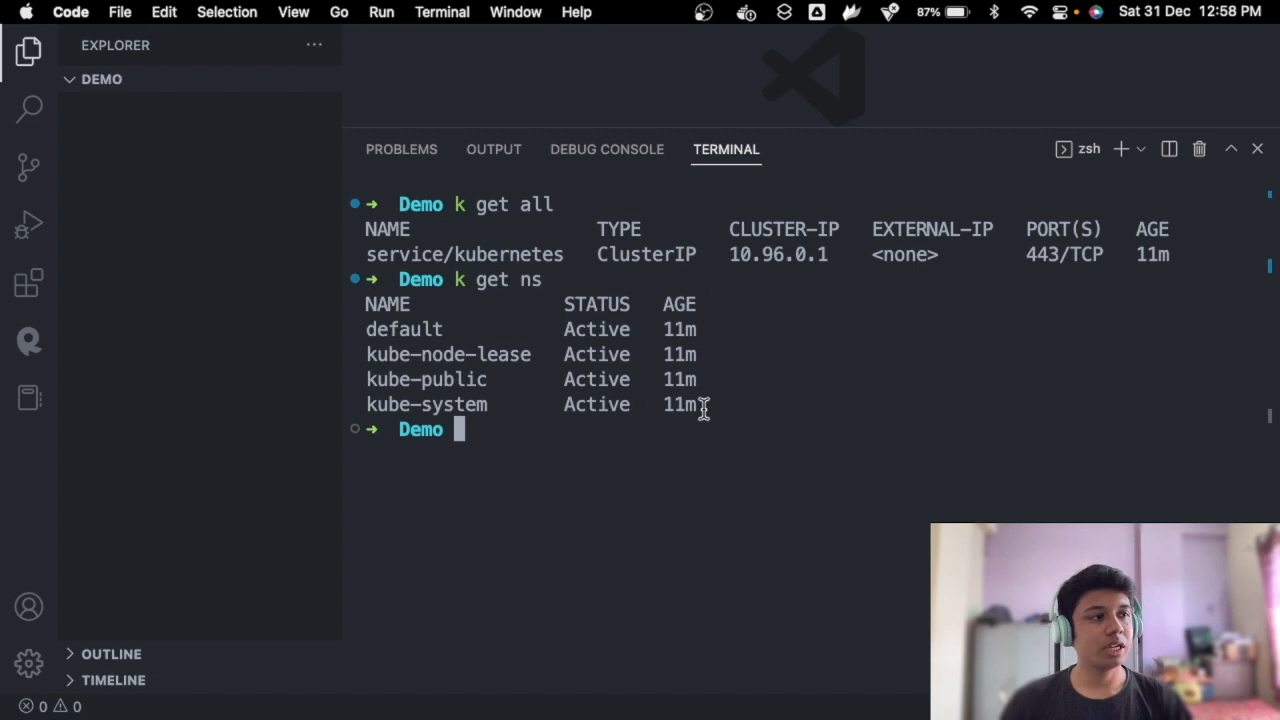 Code File Edit Selection View Go Run Terminal Window Help 87% Sat 31 Dec 12:58 PM
EXPLORER
DEMO
PROBLEMS OUTPUT DEBUG CONSOLE TERMINAL zsh
➜ Demo k get all
NAME TYPE CLUSTER-IP EXTERNAL-IP PORT(S) AGE
service/kubernetes ClusterIP 10.96.0.1 <none> 443/TCP 11m
➜ Demo k get ns
NAME STATUS AGE
default Active 11m
kube-node-lease Active 11m
kube-public Active 11m
kube-system Active 11m
➜ Demo
OUTLINE
TIMELINE
0 0